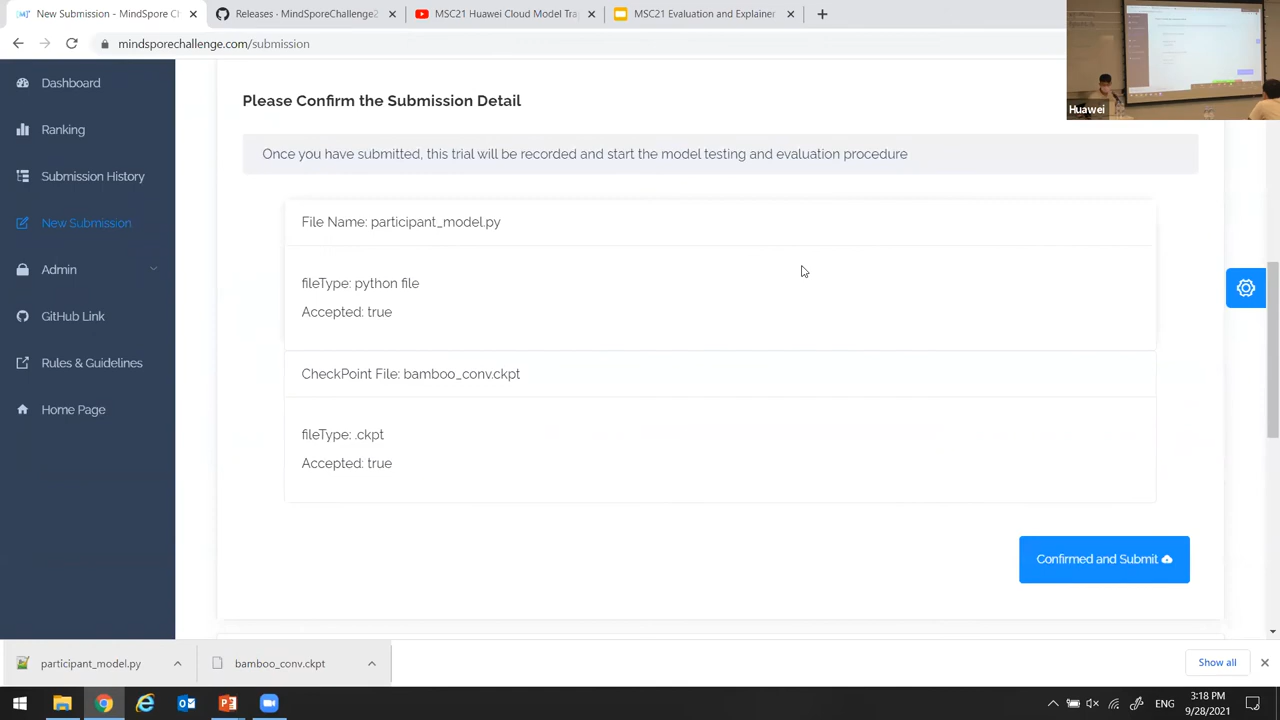 New Submission - MindSpore Ch
Releases · MindSporeChallenge/
MSC21 - Huawei Cloud Model Tra
MSC21 Evaluation and Explainer
mindsporechallenge.com/submission
Huawei
Dashboard
Ranking
Submission History
New Submission
Admin
GitHub Link
Rules & Guidelines
Home Page
Please Confirm the Submission Detail
Once you have submitted, this trial will be recorded and start the model testing and evaluation procedure
File Name: participant_model.py
fileType: python file
Accepted: true
CheckPoint File: bamboo_conv.ckpt
fileType: .ckpt
Accepted: true
Confirmed and Submit
participant_model.py
bamboo_conv.ckpt
Show all
ENG
3:18 PM
9/28/2021